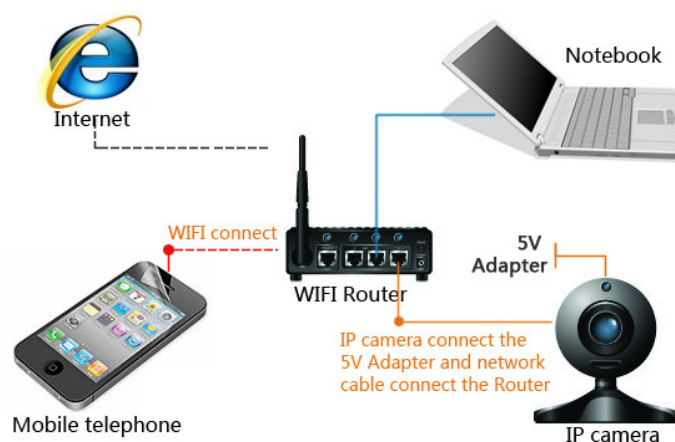 Internet
Notebook
WIFI connect
5V
Adapter
WIFI Router
IP camera connect the
5V Adapter and network
cable connect the Router
Mobile telephone
IP camera